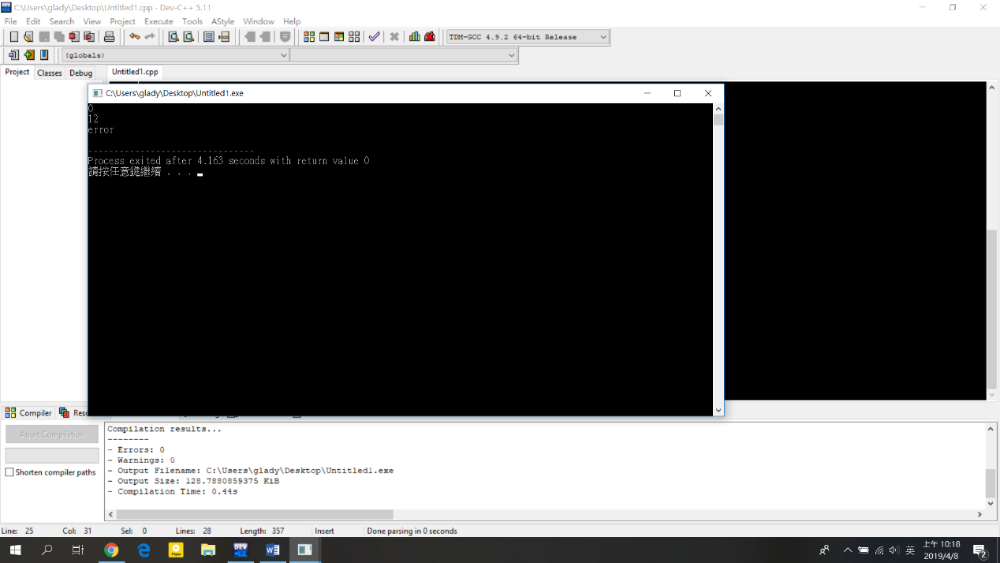 C:\Users\glady\Desktop\Untitled1.cpp - Dev-C++ 5.11
File Edit Search View Project Execute Tools AStyle Window Help
TDM-GCC 4.9.2 64-bit Release
(globals)
Project Classes Debug
Untitled1.cpp
C:\Users\glady\Desktop\Untitled1.exe
0
12
error
--------------------------------
Process exited after 4.163 seconds with return value 0
請按任意鍵繼續 . . .
Compiler
Abort Compilation
Shorten compiler paths
Compilation results...
--------
- Errors: 0
- Warnings: 0
- Output Filename: C:\Users\glady\Desktop\Untitled1.exe
- Output Size: 128.7880859375 KiB
- Compilation Time: 0.44s
Line: 25 Col: 31 Sel: 0 Lines: 28 Length: 357 Insert Done parsing in 0 seconds
DEV
Player
英
上午 10:18
2019/4/8
2